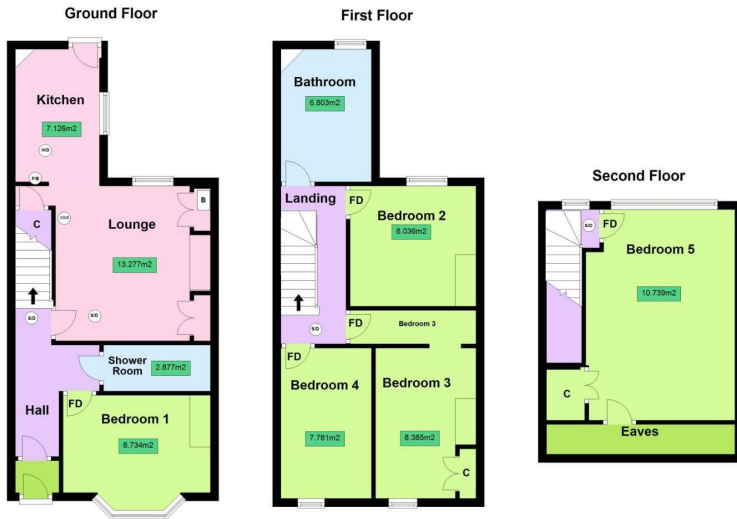 Ground Floor
Kitchen
7.126m2
H/D
F/B
C
CO/D
B
Lounge
13.277m2
S/D
S/D
Shower
Room
2.877m2
Hall
FD
Bedroom 1
8.734m2
First Floor
Bathroom
6.803m2
Landing
FD
Bedroom 2
8.036m2
S/D
FD
Bedroom 3
FD
Bedroom 4
7.781m2
Bedroom 3
8.385m2
C
Second Floor
S/D
FD
Bedroom 5
10.739m2
C
Eaves